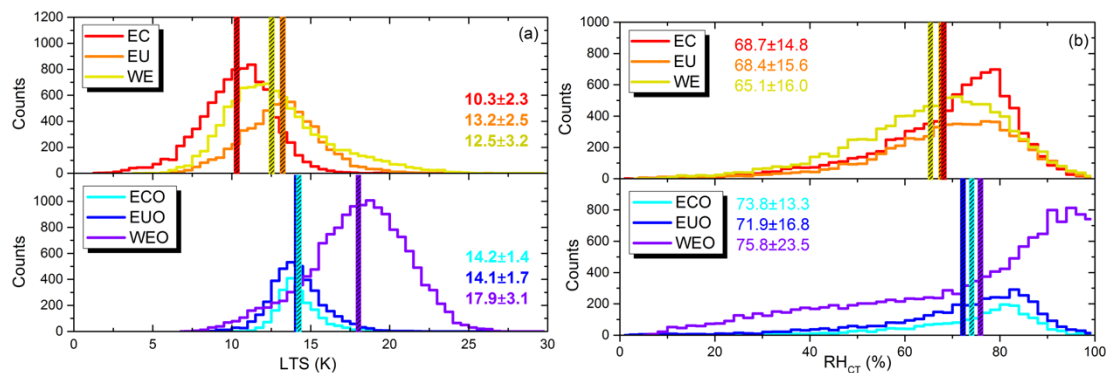 (a)
1200
1000
800
600
400
200
0
Counts
EC
EU
WE
10.3±2.3
13.2±2.5
12.5±3.2
1000
800
600
400
200
0
Counts
ECO
EUO
WEO
14.2±1.4
14.1±1.7
17.9±3.1
0 5 10 15 20 25 30
LTS (K)
(b)
1000
800
600
400
200
0
Counts
EC
EU
WE
68.7±14.8
68.4±15.6
65.1±16.0
800
600
400
200
0
Counts
ECO
EUO
WEO
73.8±13.3
71.9±16.8
75.8±23.5
0 20 40 60 80 100
RH_CT (%)